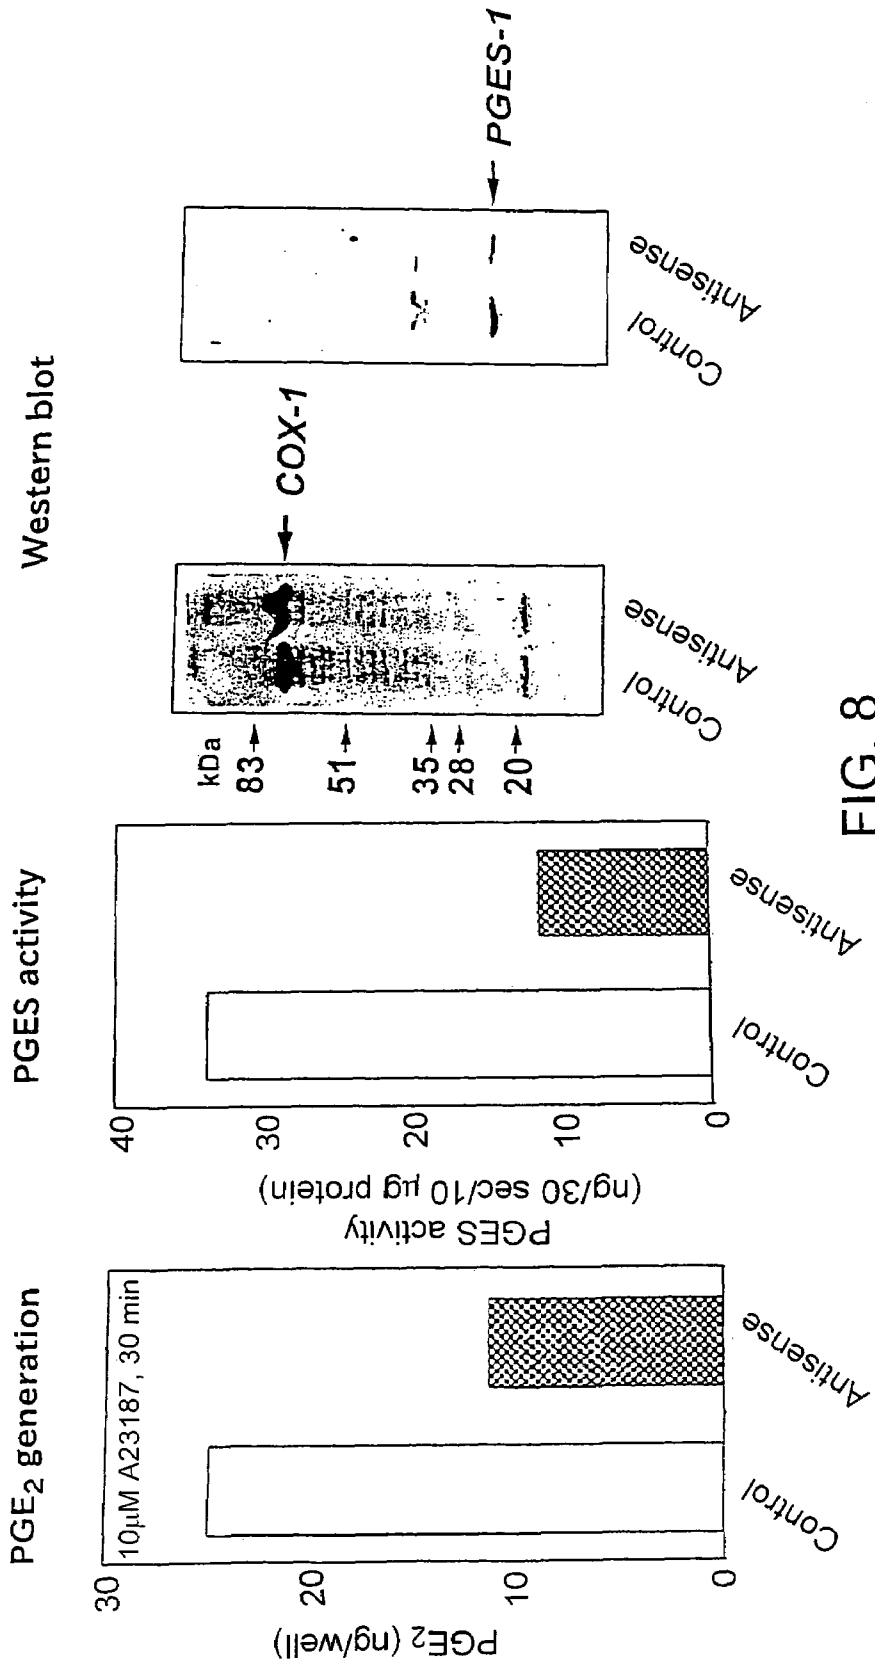 PGE₂ generation
10µM A23187, 30 min
30
20
10
0
PGE₂ (ng/well)
Control
Antisense
PGES activity
40
30
20
10
0
PGES activity
(ng/30 sec/10 µg protein)
Control
Antisense
Western blot
kDa
83
51
35
28
20
COX-1
Control
Antisense
PGES-1
Control
Antisense
FIG. 8